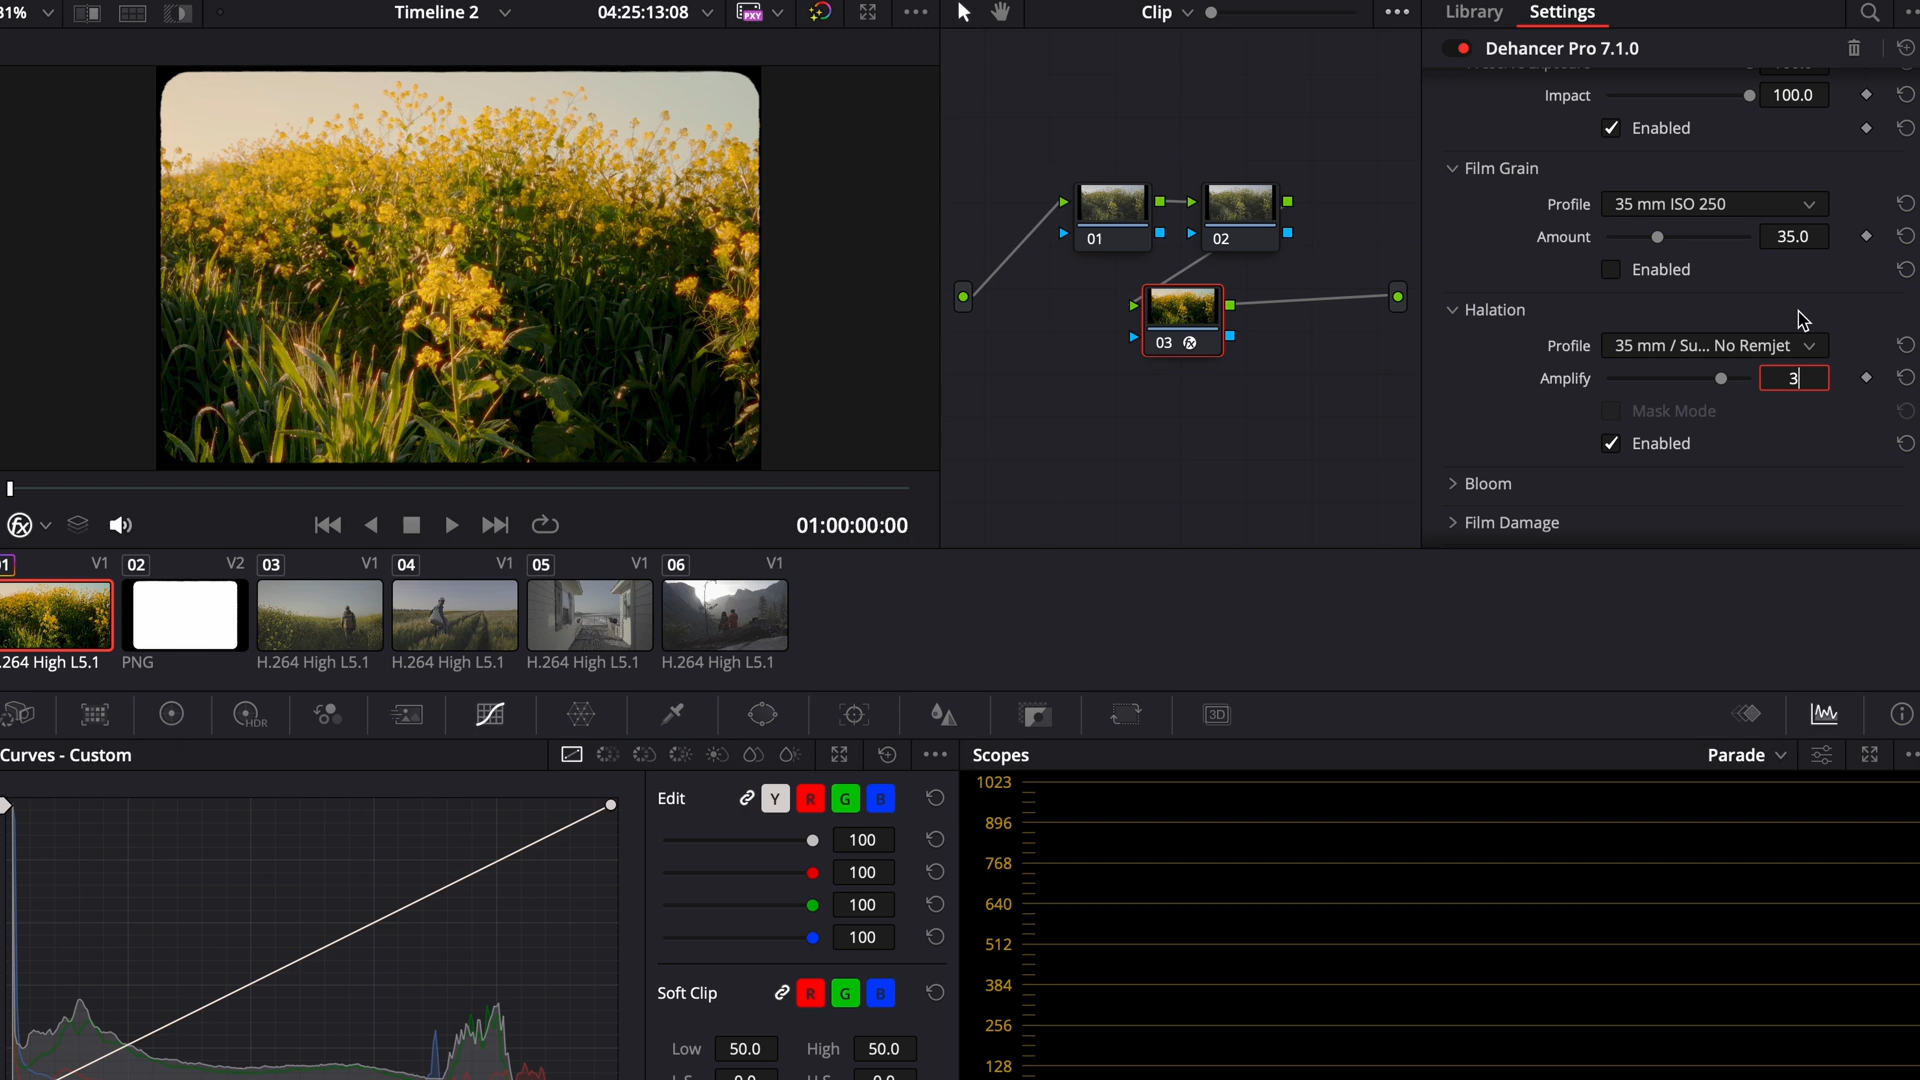 31%
Timeline 2
04:25:13:08
PXY
Clip
Library
Settings
Dehancer Pro 7.1.0
Impact
100.0
Enabled
Film Grain
Profile
35 mm ISO 250
Amount
35.0
Enabled
Halation
Profile
35 mm / Su... No Remjet
Amplify
3
Mask Mode
Enabled
Bloom
Film Damage
01
02
03
fx
fx
01:00:00:00
01 V1
02 V2
03 V1
04 V1
05 V1
06 V1
.264 High L5.1
PNG
H.264 High L5.1
H.264 High L5.1
H.264 High L5.1
H.264 High L5.1
HDR
3D
Curves - Custom
Edit
Y R G B
100
100
100
100
Soft Clip
R G B
Low 50.0 High 50.0
Scopes
Parade
1023
896
768
640
512
384
256
128